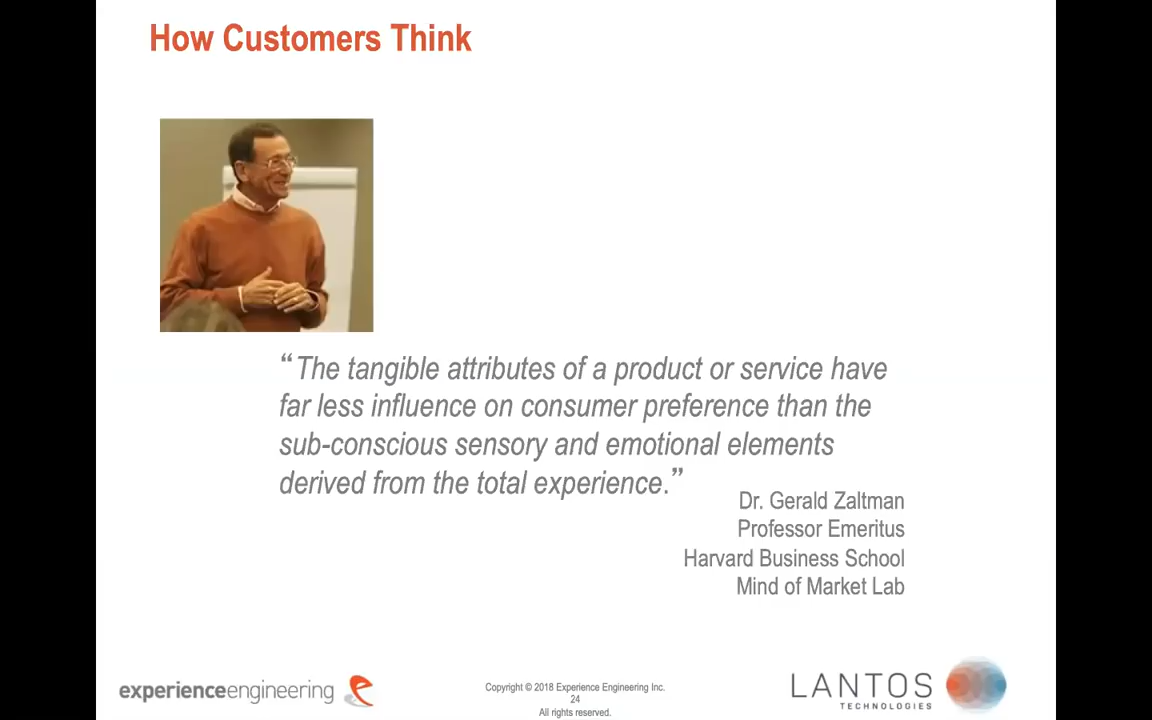 How Customers Think
“The tangible attributes of a product or service have
far less influence on consumer preference than the
sub-conscious sensory and emotional elements
derived from the total experience.”
Dr. Gerald Zaltman
Professor Emeritus
Harvard Business School
Mind of Market Lab
experienceengineering
Copyright © 2018 Experience Engineering Inc.
24
All rights reserved.
LANTOS
TECHNOLOGIES